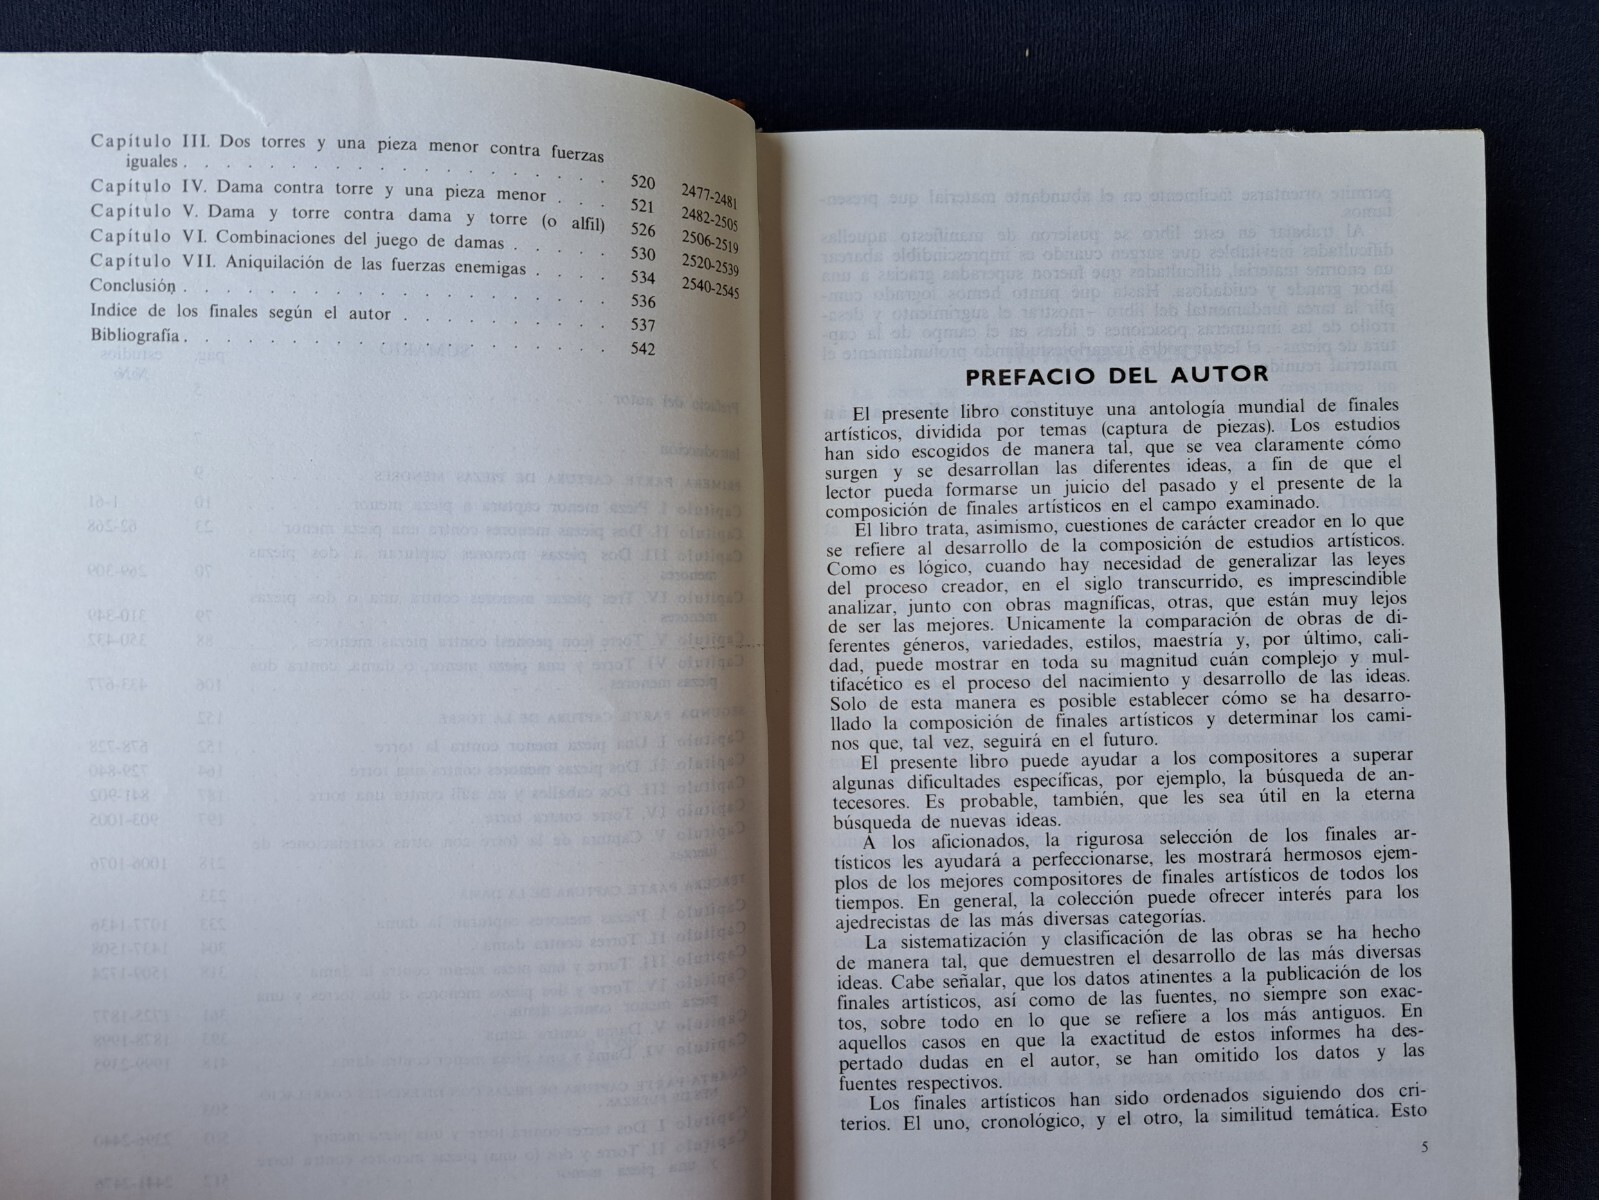 Capítulo III. Dos torres y una pieza menor contra fuerzas
iguales . . . . . . . . . . . . . . . . 520 2477-2481
Capítulo IV. Dama contra torre y una pieza menor . . . 521 2482-2505
Capítulo V. Dama y torre contra dama y torre (o alfil) 526 2506-2519
Capítulo VI. Combinaciones del juego de damas . . . . 530 2520-2539
Capítulo VII. Aniquilación de las fuerzas enemigas . . . . 534 2540-2545
Conclusión . . . . . . . . . . . . . . . . 536
Indice de los finales según el autor . . . . . . . . . 537
Bibliografía . . . . . . . . . . . . . . . . 542
PREFACIO DEL AUTOR
El presente libro constituye una antología mundial de finales
artísticos, dividida por temas (captura de piezas). Los estudios
han sido escogidos de manera tal, que se vea claramente cómo
surgen y se desarrollan las diferentes ideas, a fin de que el
lector pueda formarse un juicio del pasado y el presente de la
composición de finales artísticos en el campo examinado.
El libro trata, asimismo, cuestiones de carácter creador en lo que
se refiere al desarrollo de la composición de estudios artísticos.
Como es lógico, cuando hay necesidad de generalizar las leyes
del proceso creador, en el siglo transcurrido, es imprescindible
analizar, junto con obras magníficas, otras, que están muy lejos
de ser las mejores. Unicamente la comparación de obras de di-
ferentes géneros, variedades, estilos, maestría y, por último, cali-
dad, puede mostrar en toda su magnitud cuán complejo y mul-
tifacético es el proceso del nacimiento y desarrollo de las ideas.
Solo de esta manera es posible establecer cómo se ha desarro-
llado la composición de finales artísticos y determinar los cami-
nos que, tal vez, seguirá en el futuro.
El presente libro puede ayudar a los compositores a superar
algunas dificultades específicas, por ejemplo, la búsqueda de an-
tecesores. Es probable, también, que les sea útil en la eterna
búsqueda de nuevas ideas.
A los aficionados, la rigurosa selección de los finales ar-
tísticos les ayudará a perfeccionarse, les mostrará hermosos ejem-
plos de los mejores compositores de finales artísticos de todos los
tiempos. En general, la colección puede ofrecer interés para los
ajedrecistas de las más diversas categorías.
La sistematización y clasificación de las obras se ha hecho
de manera tal, que demuestren el desarrollo de las más diversas
ideas. Cabe señalar, que los datos atinentes a la publicación de los
finales artísticos, así como de las fuentes, no siempre son exac-
tos, sobre todo en lo que se refiere a los más antiguos. En
aquellos casos en que la exactitud de estos informes ha des-
pertado dudas en el autor, se han omitido los datos y las
fuentes respectivos.
Los finales artísticos han sido ordenados siguiendo dos cri-
terios. El uno, cronológico, y el otro, la similitud temática. Esto
5